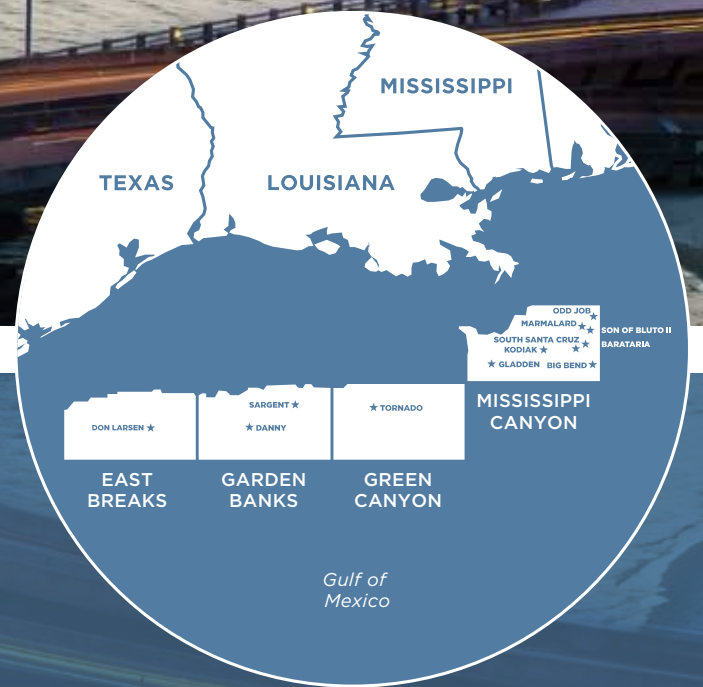 MISSISSIPPI
TEXAS
LOUISIANA
ODD JOB
MARMALARD
SON OF BLUTO II
SOUTH SANTA CRUZ
BARATARIA
KODIAK
GLADDEN
BIG BEND
MISSISSIPPI
CANYON
SARGENT
TORNADO
DON LARSEN
DANNY
EAST
BREAKS
GARDEN
BANKS
GREEN
CANYON
Gulf of
Mexico